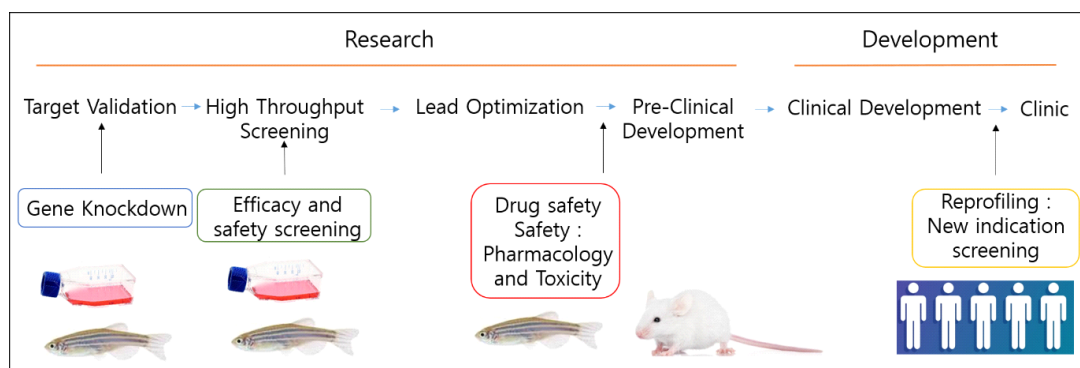 Research
Development
Target Validation
High Throughput
Screening
Lead Optimization
Pre-Clinical
Development
Clinical Development
Clinic
Gene Knockdown
Efficacy and
safety screening
Drug safety
Safety :
Pharmacology
and Toxicity
Reprofiling :
New indication
screening